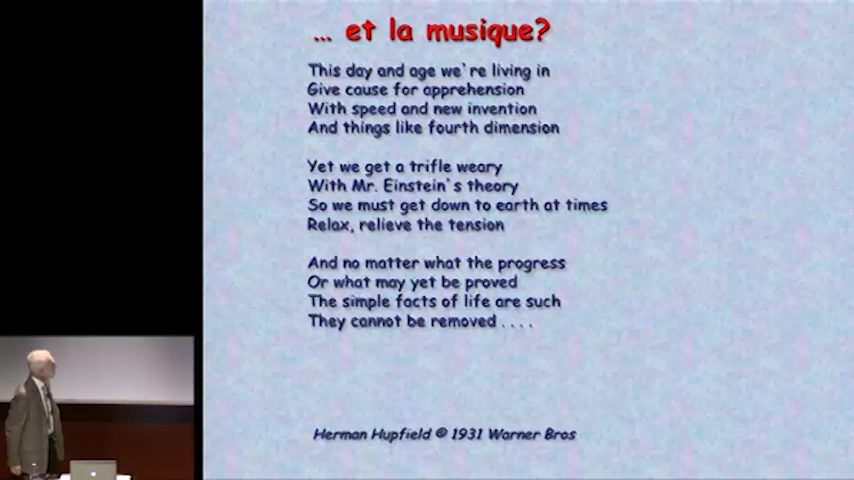 ... et la musique?
This day and age we're living in
Give cause for apprehension
With speed and new invention
And things like fourth dimension
Yet we get a trifle weary
With Mr. Einstein's theory
So we must get down to earth at times
Relax, relieve the tension
And no matter what the progress
Or what may yet be proved
The simple facts of life are such
They cannot be removed . . . .
Herman Hupfield © 1931 Warner Bros